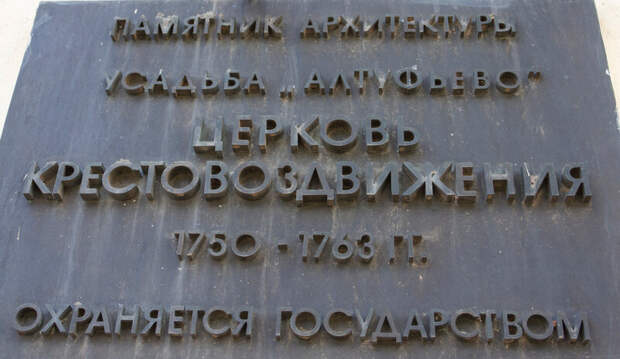 ПАМЯТНИК АРХИТЕКТУРЫ
УСАДЬБА „АЛТУФЬЕВО"
ЦЕРКОВЬ
КРЕСТОВОЗДВИЖЕНИЯ
1750 - 1763 ГГ.
ОХРАНЯЕТСЯ ГОСУДАРСТВОМ